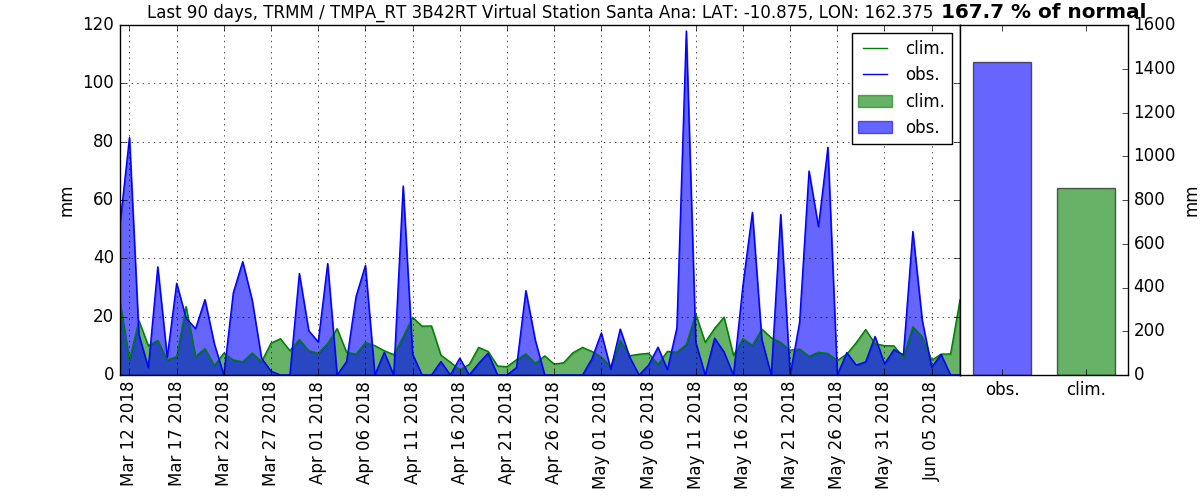 Last 90 days, TRMM / TMPA_RT 3B42RT Virtual Station Santa Ana: LAT: -10.875, LON: 162.375 167.7 % of normal
120
100
80
60
40
20
0
mm
clim.
obs.
clim.
obs.
1600
1400
1200
1000
800
600
400
200
0
mm
obs.
clim.
Mar 12 2018
Mar 17 2018
Mar 22 2018
Mar 27 2018
Apr 01 2018
Apr 06 2018
Apr 11 2018
Apr 16 2018
Apr 21 2018
Apr 26 2018
May 01 2018
May 06 2018
May 11 2018
May 16 2018
May 21 2018
May 26 2018
May 31 2018
Jun 05 2018